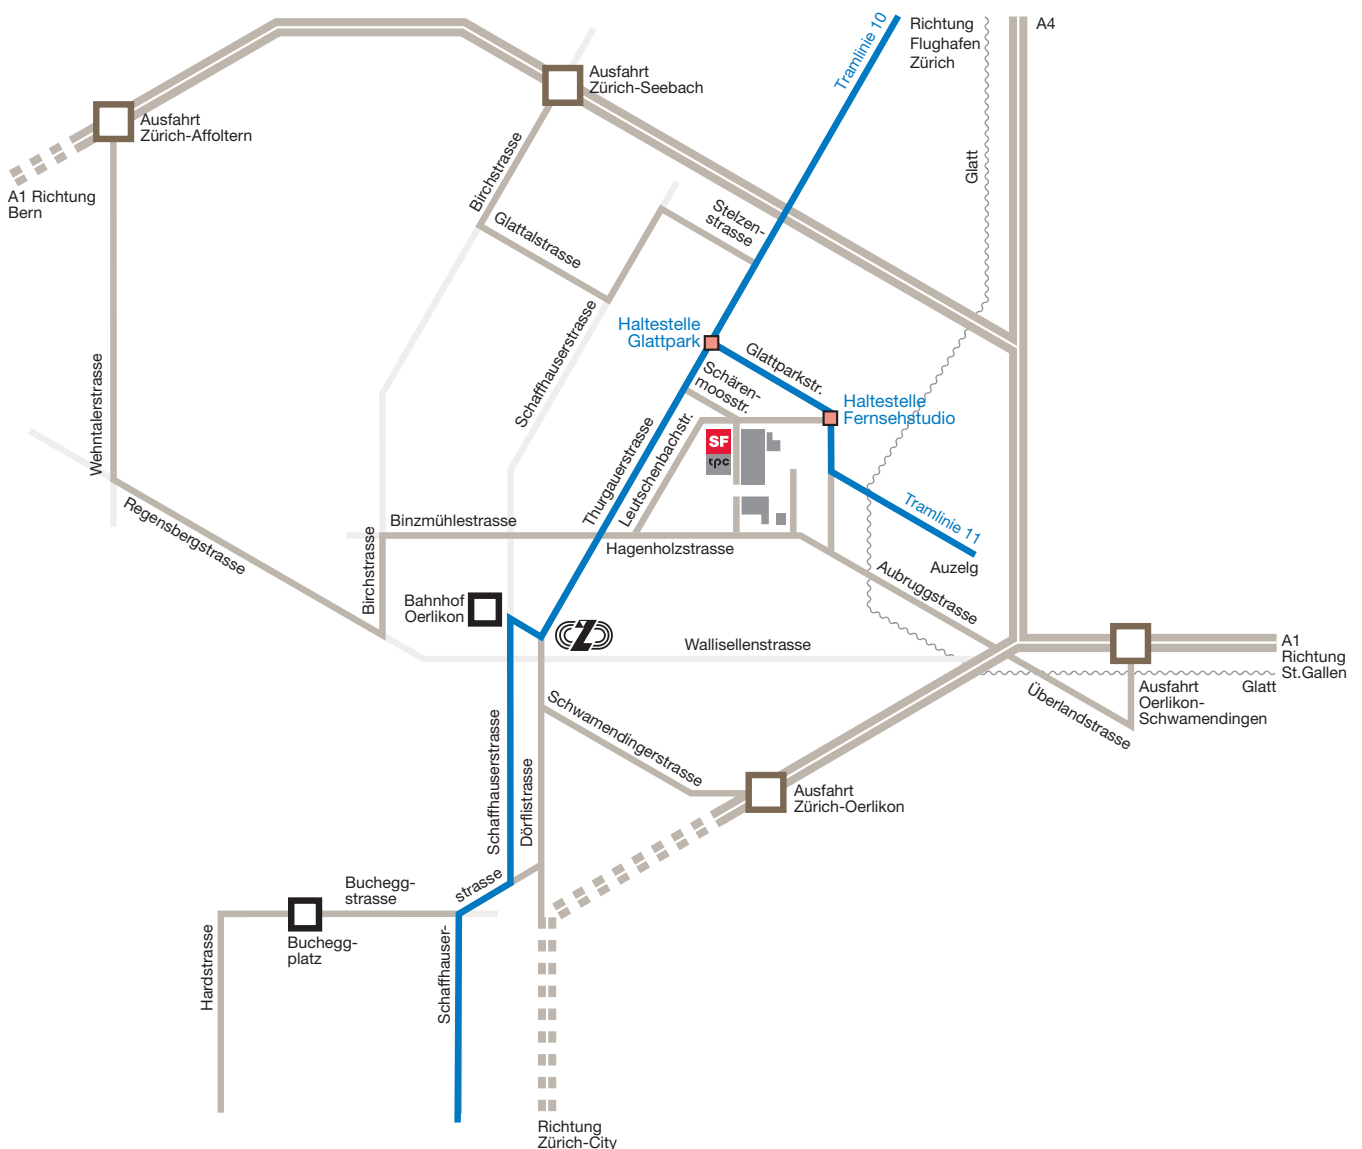 Tramlinie 10
Richtung
Flughafen
Zürich
A4
Ausfahrt
Zürich-Seebach
Ausfahrt
Zürich-Affoltern
A1 Richtung
Bern
Birchstrasse
Glatt
Glattalstrasse
Stelzen-
strasse
Haltestelle
Glattpark
Glattparkstr.
Schären-
moosstr.
Schaffhauserstrasse
Haltestelle
Fernsehstudio
Wehntalerstrasse
Thurgauerstrasse
Leutschenbachstr.
SF
tpc
Regensbergstrasse
Binzmühlestrasse
Hagenholzstrasse
Tramlinie 11
Auzelg
Birchstrasse
Aubruggstrasse
Bahnhof
Oerlikon
Wallisellenstrasse
A1
Richtung
St.Gallen
Glatt
Überlandstrasse
Ausfahrt
Oerlikon-
Schwamendingen
Schwamendingerstrasse
Schaffhauserstrasse
Dörflistrasse
Ausfahrt
Zürich-Oerlikon
Buchegg -
strasse
strasse
Schaffhauser-
Bucheggg-
platz
Hardstrasse
Richtung
Zürich-City